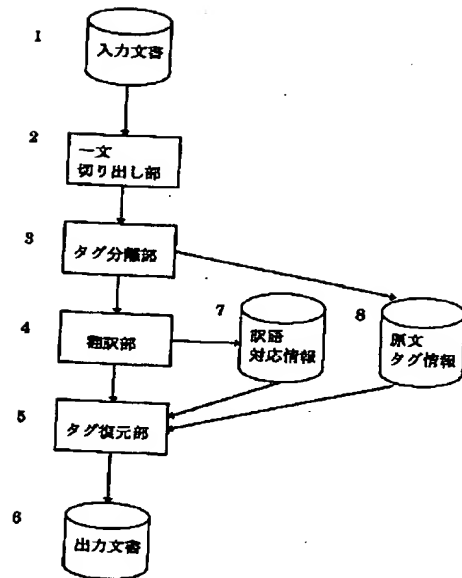 1
入力文書
2
一文
切り出し部
3
タグ分離部
4
翻訳部
7
訳語
対応情報
8
原文
タグ情報
5
タグ復元部
6
出力文書